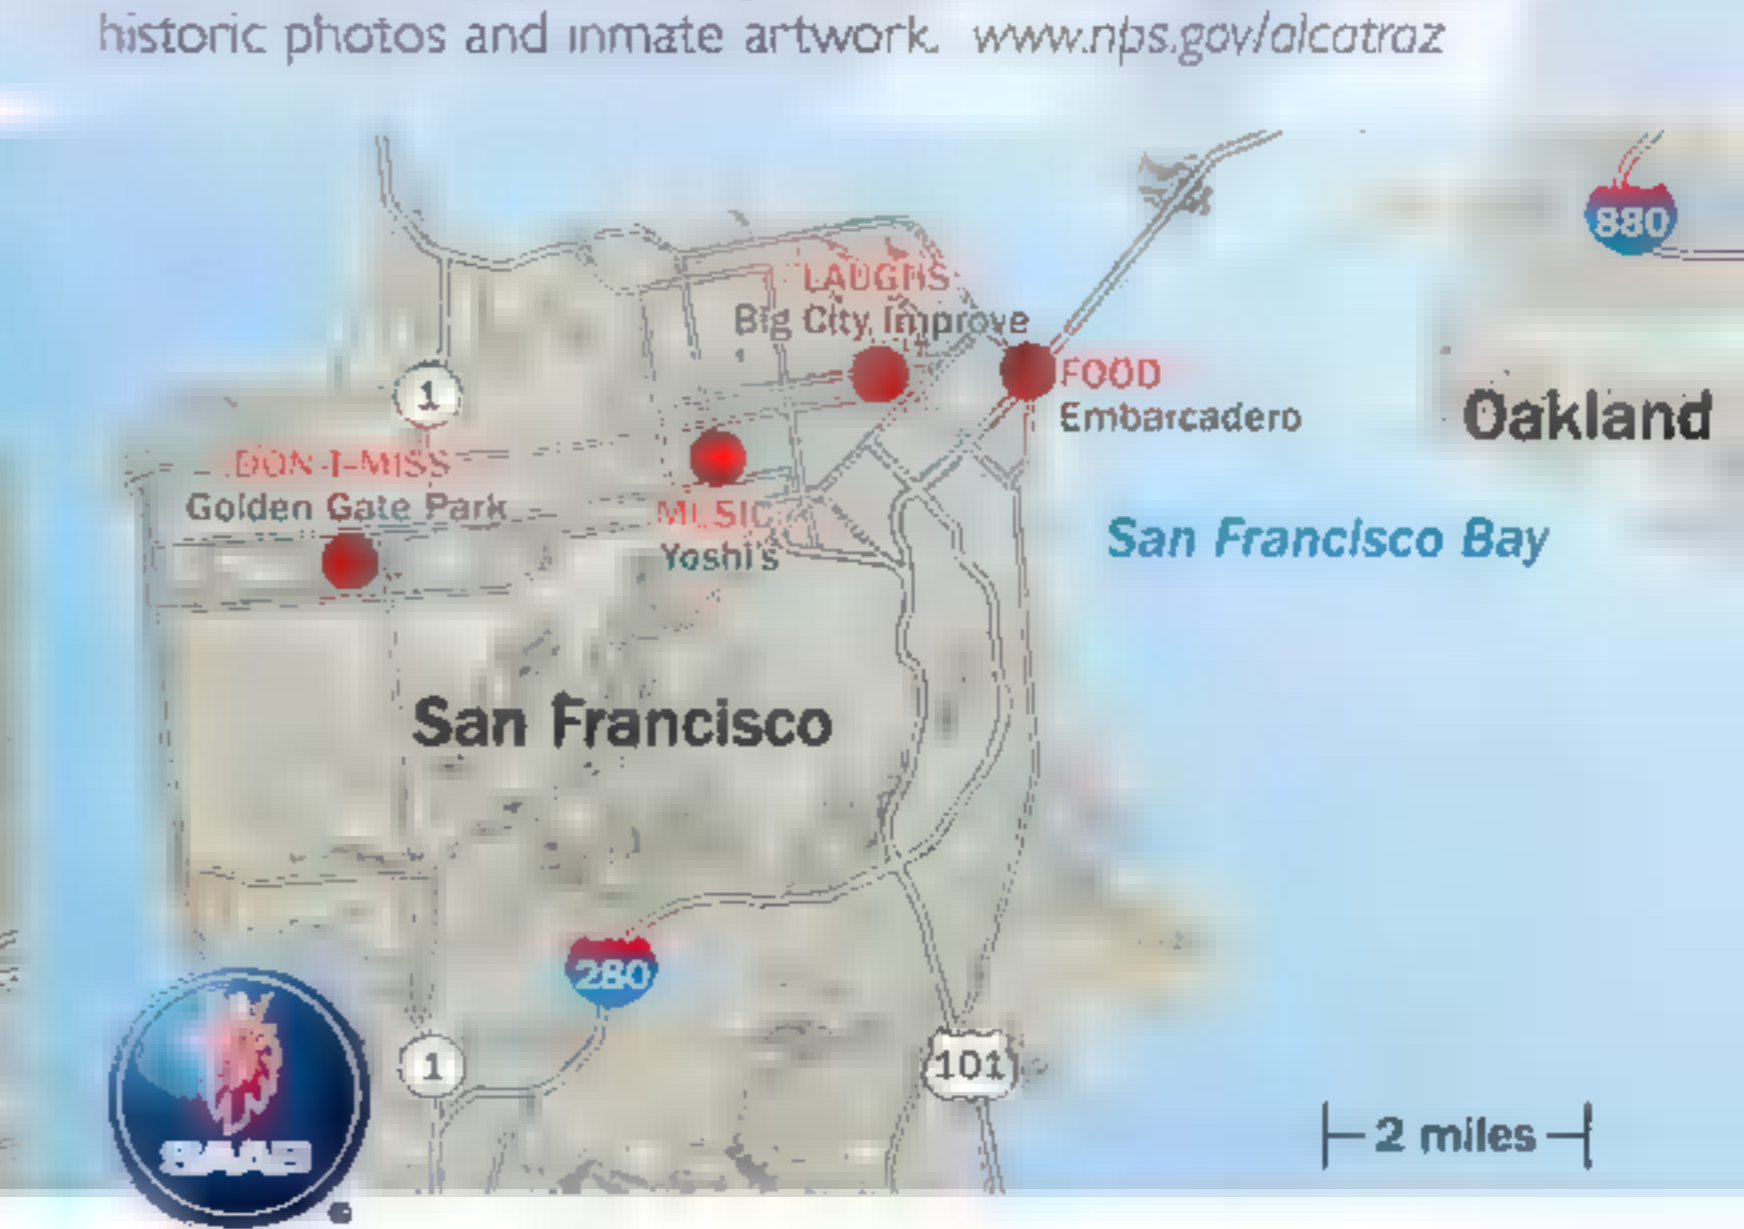 historic photos and inmate artwork. www.nps.gov/alcatraz
880
LAUGHS
Big City Improve
1
FOOD
Embarcadero
Oakland
DON'T-MISS
Golden Gate Park
MUSIC
Yoshi's
San Francisco Bay
San Francisco
280
1
101
2 miles
SAAB